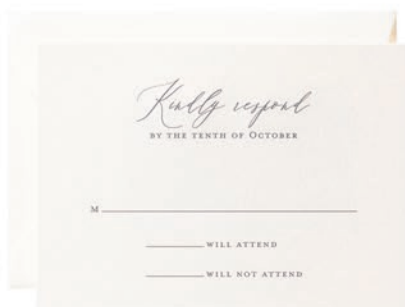 Kindly respond
BY THE TENTH OF OCTOBER
M
WILL ATTEND
WILL NOT ATTEND